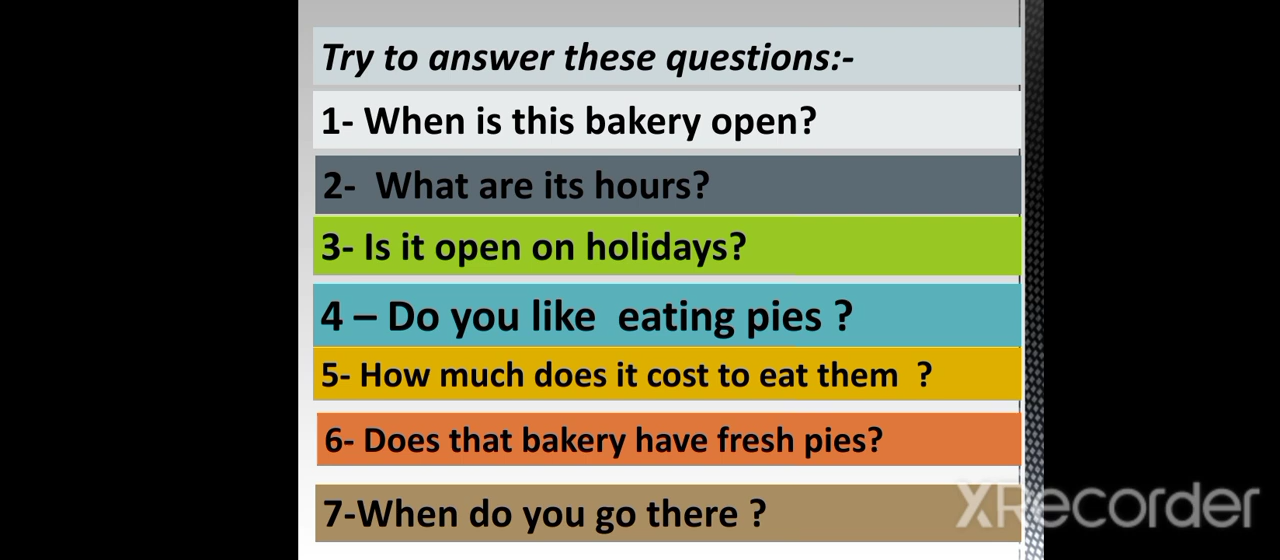 Try to answer these questions:-
1- When is this bakery open?
2-  What are its hours?
3- Is it open on holidays?
4 – Do you like  eating pies ?
5- How much does it cost to eat them  ?
6- Does that bakery have fresh pies?
7-When do you go there ?
XRecorder